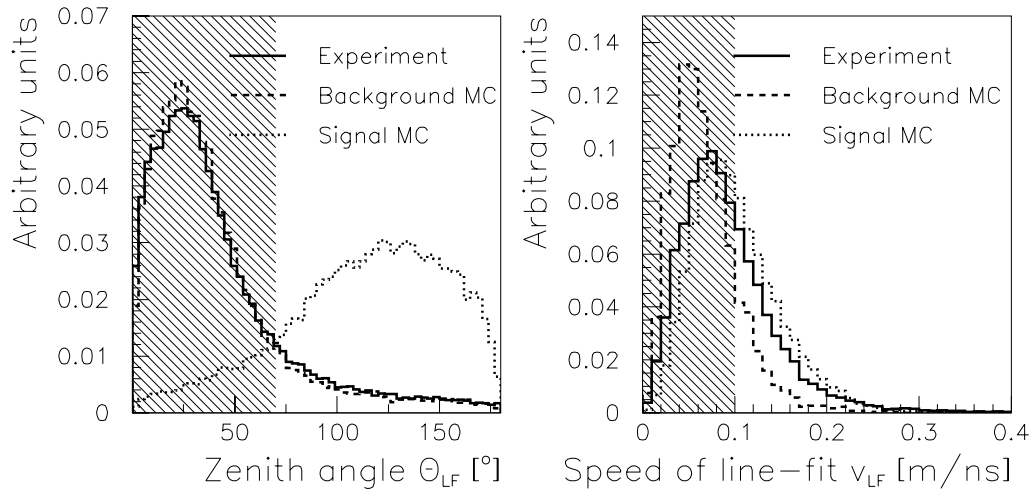 Arbitrary units
0.07
0.06
0.05
0.04
0.03
0.02
0.01
0
Experiment
Background MC
Signal MC
50
100
150
Zenith angle Θ_LF [°]
Arbitrary units
0.14
0.12
0.1
0.08
0.06
0.04
0.02
0
Experiment
Background MC
Signal MC
0
0.1
0.2
0.3
0.4
Speed of line-fit v_LF [m/ns]